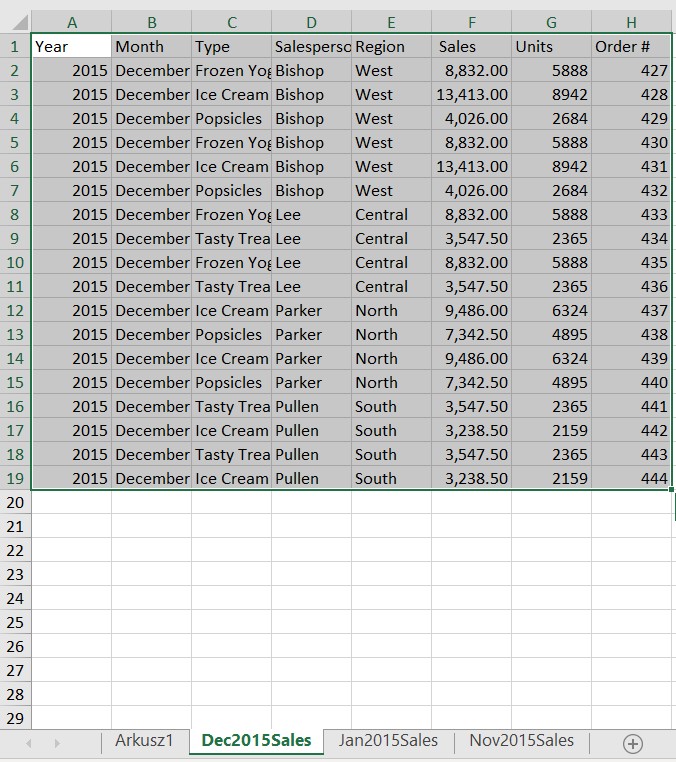 A B C D E F G H
1 Year Month Type Salesperso Region Sales Units Order #
2 2015 December Frozen Yog Bishop West 8,832.00 5888 427
3 2015 December Ice Cream Bishop West 13,413.00 8942 428
4 2015 December Popsicles Bishop West 4,026.00 2684 429
5 2015 December Frozen Yog Bishop West 8,832.00 5888 430
6 2015 December Ice Cream Bishop West 13,413.00 8942 431
7 2015 December Popsicles Bishop West 4,026.00 2684 432
8 2015 December Frozen Yog Lee Central 8,832.00 5888 433
9 2015 December Tasty Trea Lee Central 3,547.50 2365 434
10 2015 December Frozen Yog Lee Central 8,832.00 5888 435
11 2015 December Tasty Trea Lee Central 3,547.50 2365 436
12 2015 December Ice Cream Parker North 9,486.00 6324 437
13 2015 December Popsicles Parker North 7,342.50 4895 438
14 2015 December Ice Cream Parker North 9,486.00 6324 439
15 2015 December Popsicles Parker North 7,342.50 4895 440
16 2015 December Tasty Trea Pullen South 3,547.50 2365 441
17 2015 December Ice Cream Pullen South 3,238.50 2159 442
18 2015 December Tasty Trea Pullen South 3,547.50 2365 443
19 2015 December Ice Cream Pullen South 3,238.50 2159 444
20
21
22
23
24
25
26
27
28
29
Arkusz1 Dec2015Sales Jan2015Sales Nov2015Sales